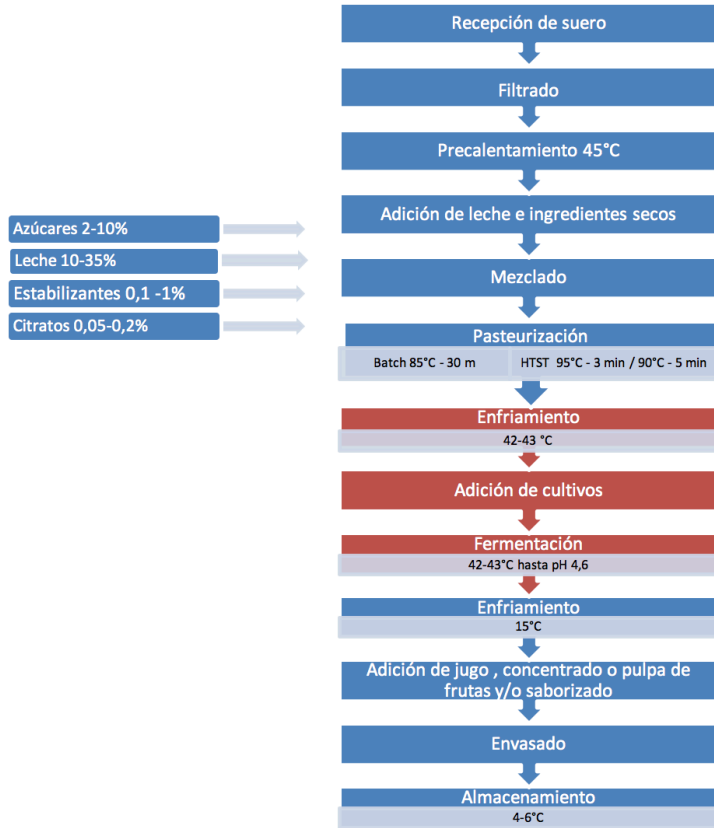 Recepción de suero
Filtrado
Precalentamiento 45°C
Adición de leche e ingredientes secos
Azúcares 2-10%
Leche 10-35%
Estabilizantes 0,1 -1%
Citratos 0,05-0,2%
Mezclado
Pasteurización
Batch 85°C - 30 m
HTST 95°C - 3 min / 90°C - 5 min
Enfriamiento
42-43 °C
Adición de cultivos
Fermentación
42-43°C hasta pH 4,6
Enfriamiento
15°C
Adición de jugo , concentrado o pulpa de
frutas y/o saborizado
Envasado
Almacenamiento
4-6°C